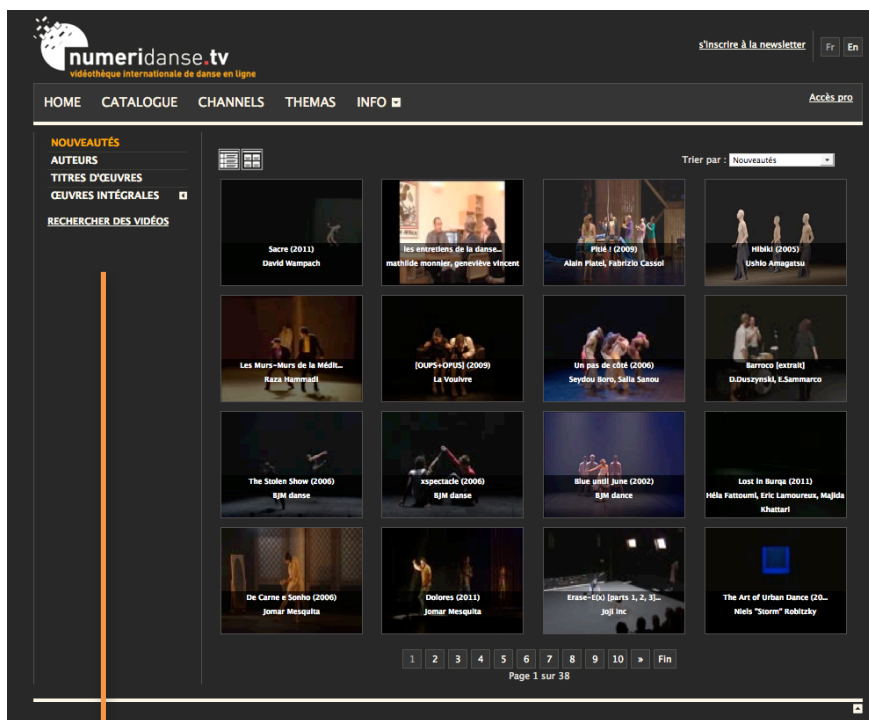 numeridanse.tv
vidéothèque internationale de danse en ligne
s'inscrire à la newsletter
Fr En
HOME CATALOGUE CHANNELS THEMAS INFO
Accès pro
NOUVEAUTÉS
AUTEURS
TITRES D'ŒUVRES
ŒUVRES INTÉGRALES
RECHERCHER DES VIDÉOS
Trier par : Nouveautés
Sacre (2011)
David Wampach
les entretiens de la danse...
mathilde monnier, geneviève vincent
Pitié ! (2009)
Alain Platel, Fabrizio Cassol
Hibiki (2005)
Ushio Amagatsu
Les Murs-Murs de la Médit...
Raza Hammadi
[OUPS+OPUS] (2009)
La Vouivre
Un pas de côté (2006)
Seydou Boro, Salia Sanou
Barroco [extrait]
D.Duszynski, E.Sammarco
The Stolen Show (2006)
BJM danse
xspectacle (2006)
BJM danse
Blue until June (2002)
BJM dance
Lost in Burqa (2011)
Héla Fattoumi, Eric Lamoureux, Majida
Khattari
De Carne e Sonho (2006)
Jomar Mesquita
Dolores (2011)
Jomar Mesquita
Erase-E(x) [parts 1, 2, 3]...
Joji Inc
The Art of Urban Dance (20...
Niels "Storm" Robitzky
1 2 3 4 5 6 7 8 9 10 » Fin
Page 1 sur 38